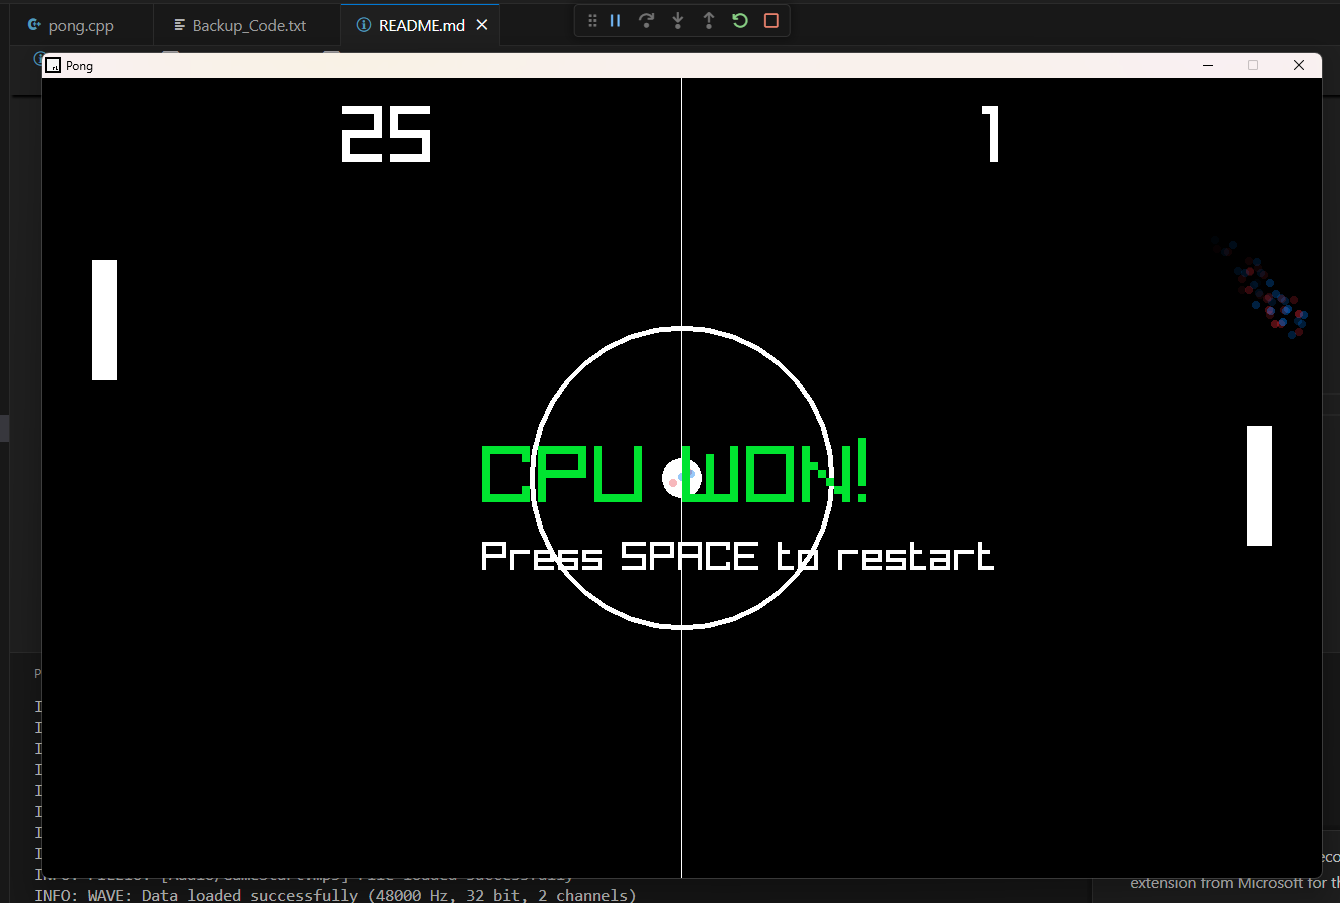 pong.cpp Backup_Code.txt README.md
Pong
25 1
CPU WON!
Press SPACE to restart
INFO: WAVE: Data loaded successfully (48000 Hz, 32 bit, 2 channels)
extension from Microsoft for